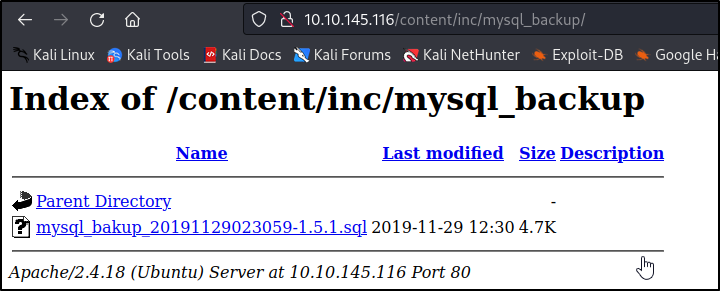 10.10.145.116/content/inc/mysql_backup/
Kali Linux Kali Tools Kali Docs Kali Forums Kali NetHunter Exploit-DB Google Ha
Index of /content/inc/mysql_backup
Name Last modified Size Description
Parent Directory -
mysql_bakup_20191129023059-1.5.1.sql 2019-11-29 12:30 4.7K
Apache/2.4.18 (Ubuntu) Server at 10.10.145.116 Port 80